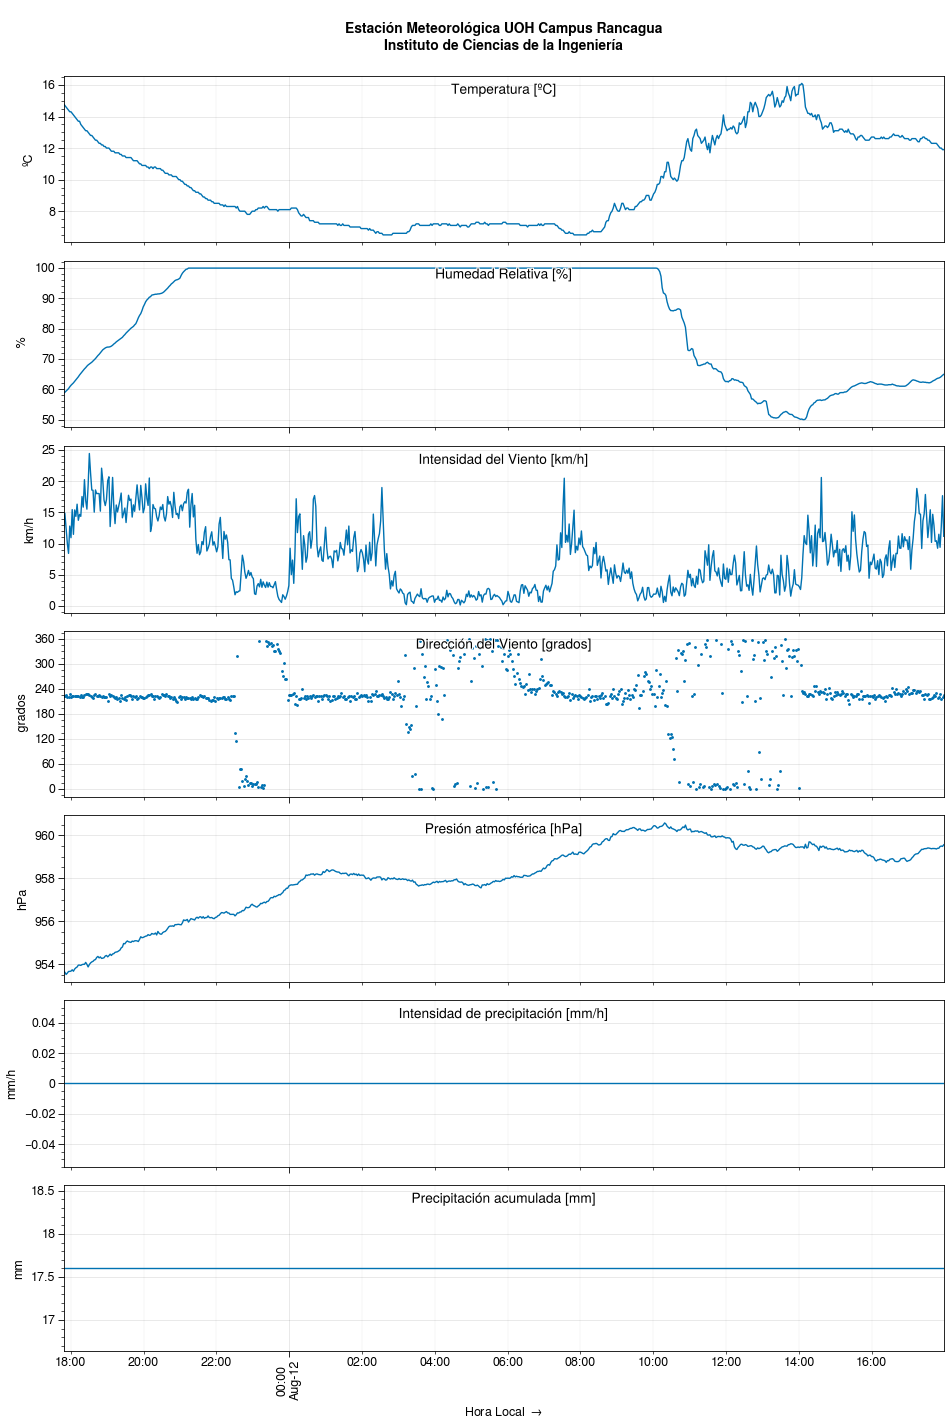 Estación Meteorológica UOH Campus Rancagua
Instituto de Ciencias de la Ingeniería
Temperatura [ºC]
ºC
16
14
12
10
8
Humedad Relativa [%]
%
100
90
80
70
60
50
Intensidad del Viento [km/h]
km/h
25
20
15
10
5
0
Dirección del Viento [grados]
grados
360
300
240
180
120
60
0
Presión atmosférica [hPa]
hPa
960
958
956
954
Intensidad de precipitación [mm/h]
mm/h
0.04
0.02
0
−0.02
−0.04
Precipitación acumulada [mm]
mm
18.5
18
17.5
17
18:00 20:00 22:00 00:00 02:00 04:00 06:00 08:00 10:00 12:00 14:00 16:00
Aug-12
Hora Local →